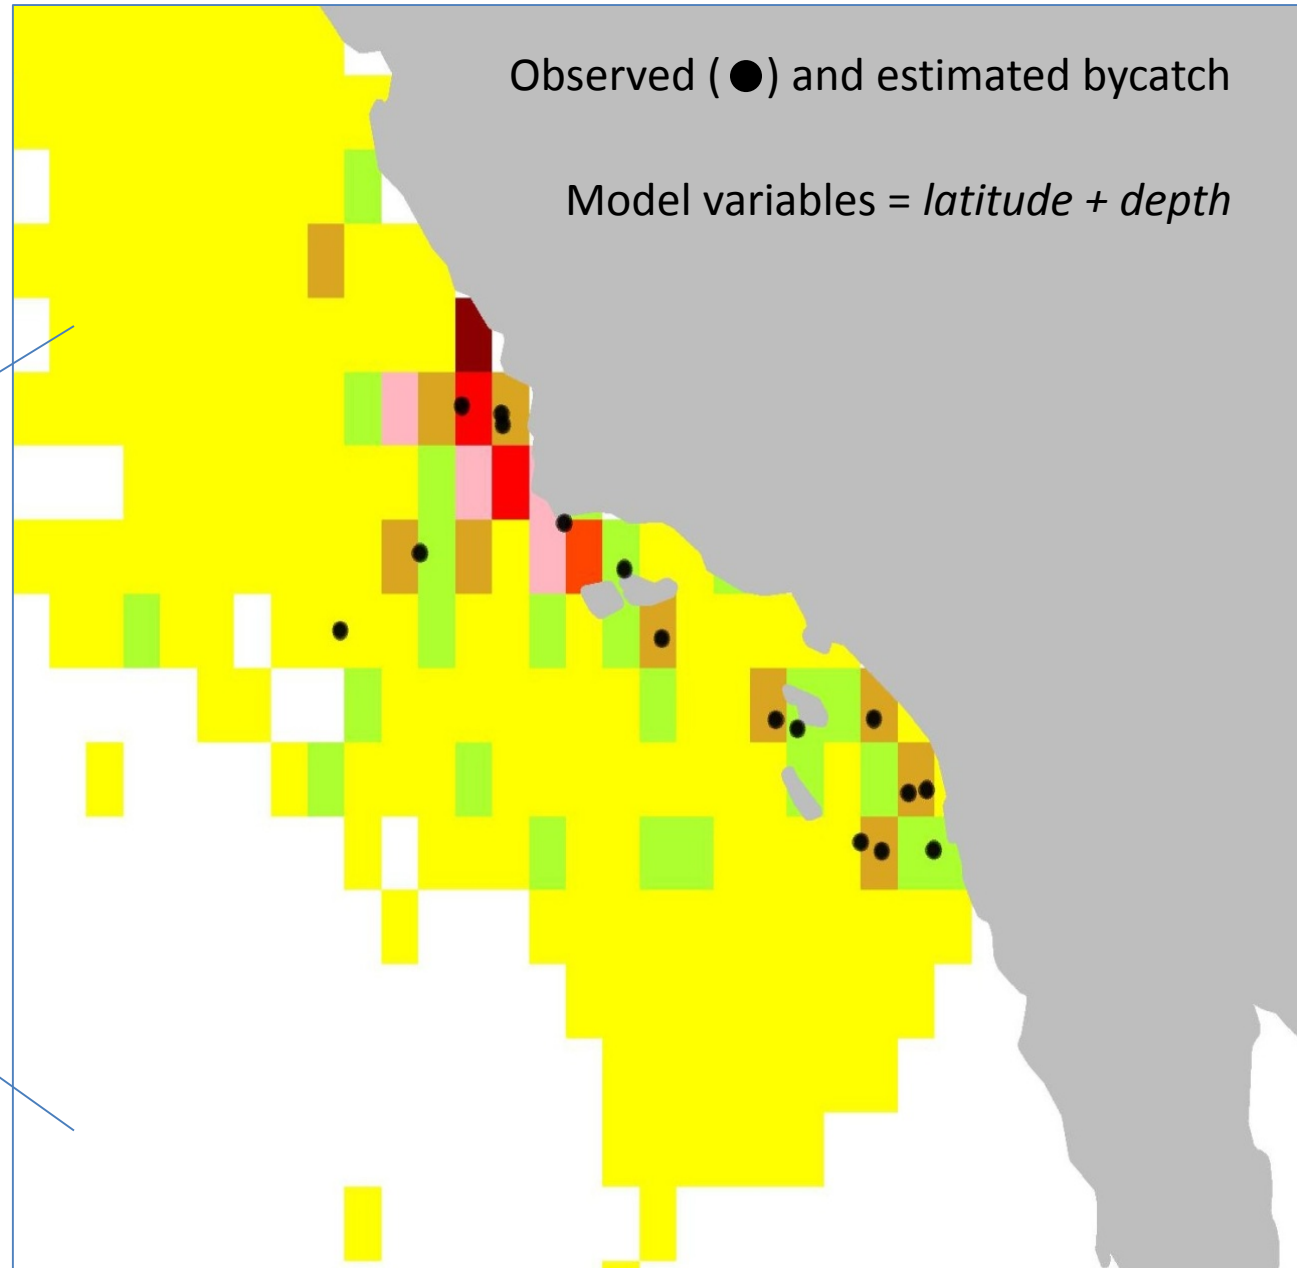 Observed (●) and estimated bycatch
Model variables = latitude + depth